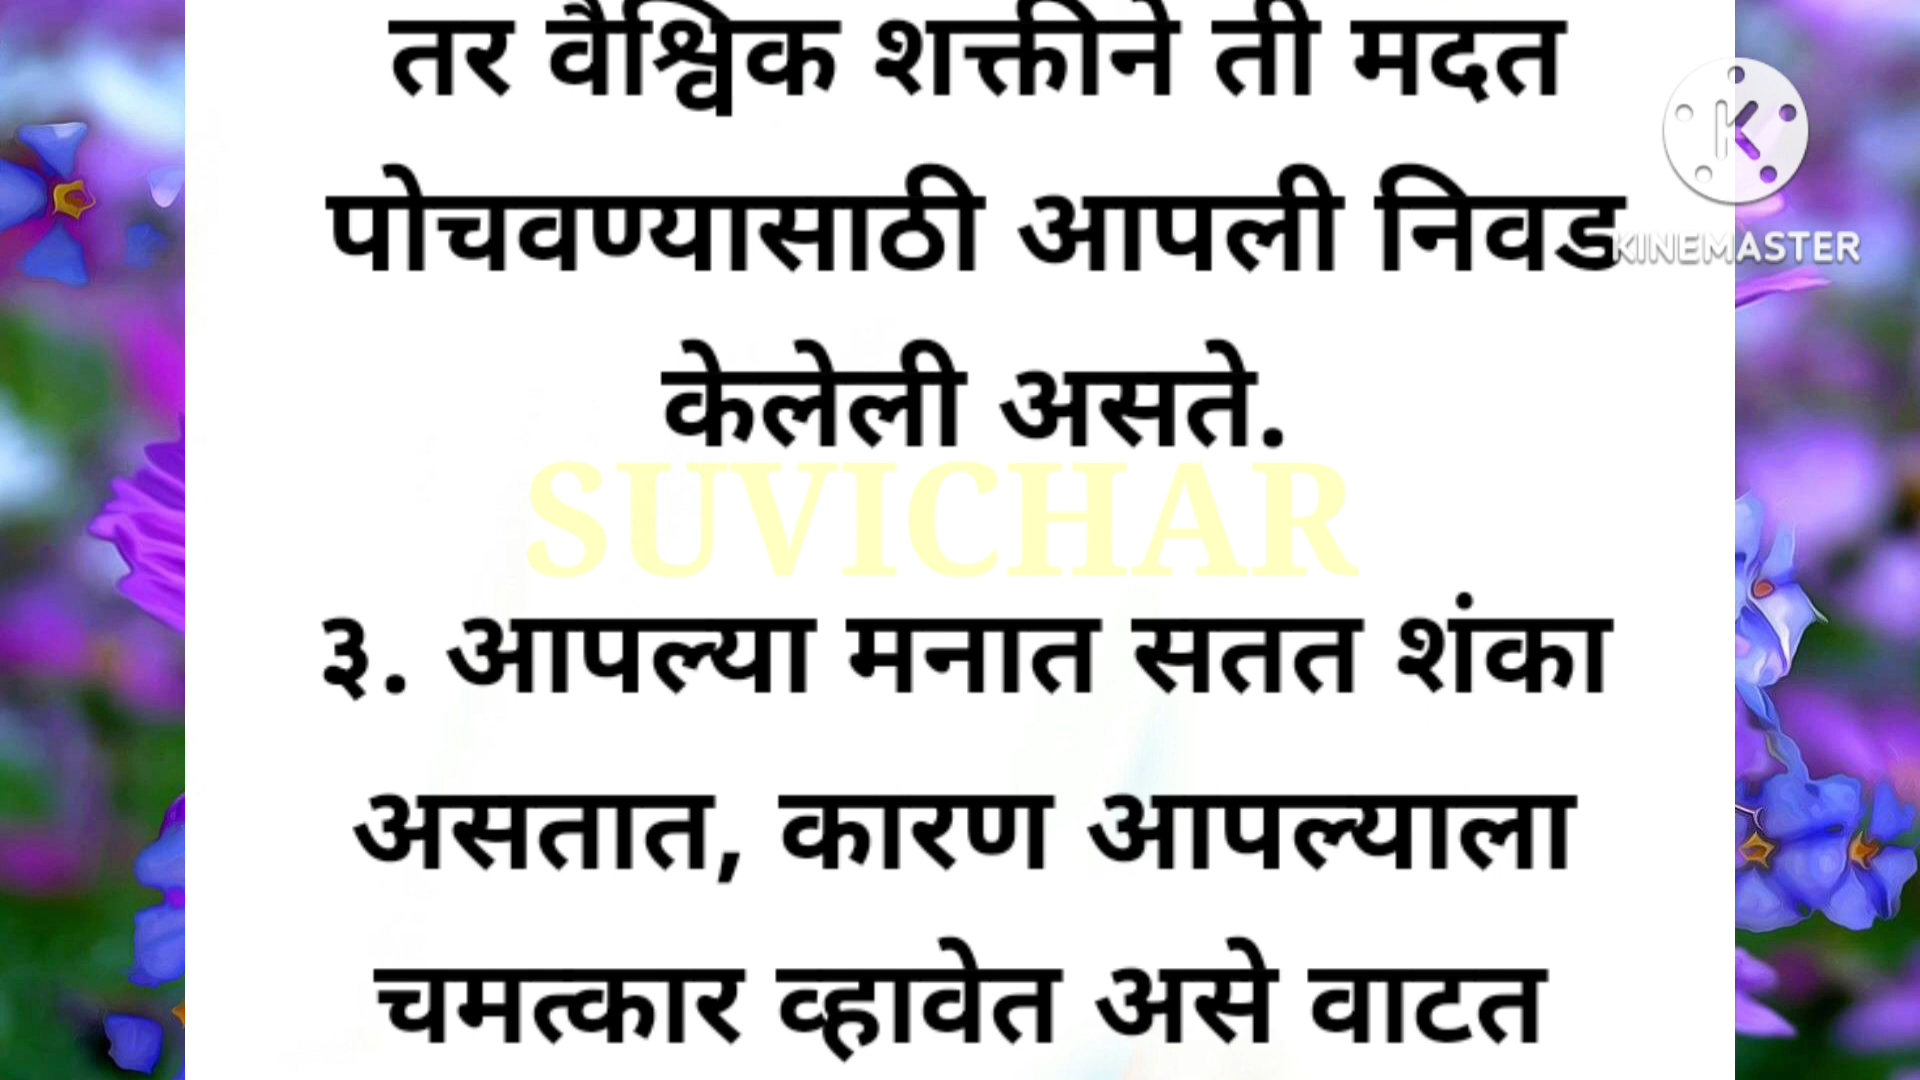 तर वैश्विक शक्तीने ती मदत
पोचवण्यासाठी आपली निवड
KINEMASTER
केलेली असते.
SUVICHAR
३. आपल्या मनात सतत शंका
असतात, कारण आपल्याला
चमत्कार व्हावेत असे वाटत